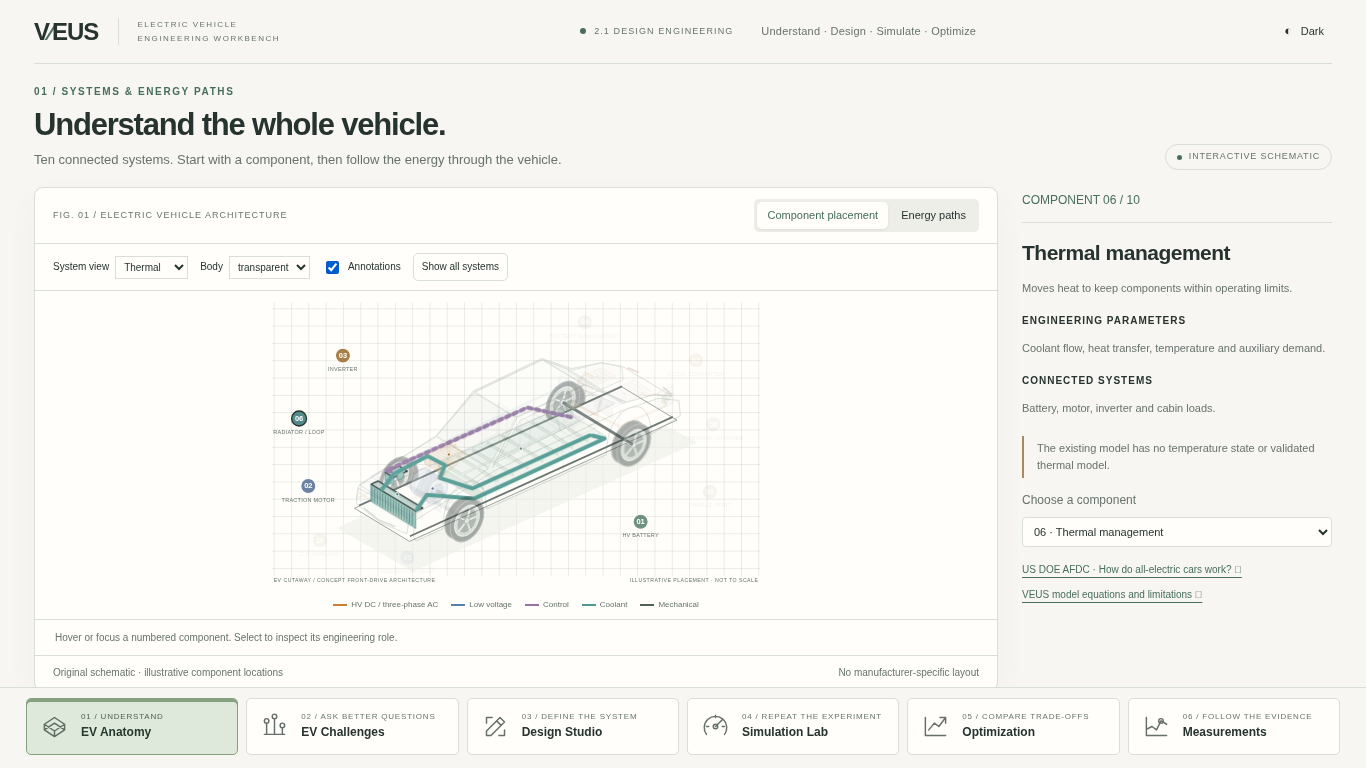 VEUS
ELECTRIC VEHICLE
ENGINEERING WORKBENCH
2.1 DESIGN ENGINEERING
Understand · Design · Simulate · Optimize
Dark
01 / SYSTEMS & ENERGY PATHS
Understand the whole vehicle.
Ten connected systems. Start with a component, then follow the energy through the vehicle.
INTERACTIVE SCHEMATIC
FIG. 01 / ELECTRIC VEHICLE ARCHITECTURE
Component placement
Energy paths
System view
Thermal
Body
transparent
Annotations
Show all systems
03
INVERTER
06
RADIATOR / LOOP
02
TRACTION MOTOR
01
HV BATTERY
EV CUTAWAY / CONCEPT FRONT-DRIVE ARCHITECTURE
ILLUSTRATIVE PLACEMENT · NOT TO SCALE
HV DC / three-phase AC
Low voltage
Control
Coolant
Mechanical
Hover or focus a numbered component. Select to inspect its engineering role.
Original schematic · illustrative component locations
No manufacturer-specific layout
COMPONENT 06 / 10
Thermal management
Moves heat to keep components within operating limits.
ENGINEERING PARAMETERS
Coolant flow, heat transfer, temperature and auxiliary demand.
CONNECTED SYSTEMS
Battery, motor, inverter and cabin loads.
The existing model has no temperature state or validated
thermal model.
Choose a component
06 · Thermal management
US DOE AFDC · How do all-electric cars work?
VEUS model equations and limitations
01 / UNDERSTAND
EV Anatomy
02 / ASK BETTER QUESTIONS
EV Challenges
03 / DEFINE THE SYSTEM
Design Studio
04 / REPEAT THE EXPERIMENT
Simulation Lab
05 / COMPARE TRADE-OFFS
Optimization
06 / FOLLOW THE EVIDENCE
Measurements